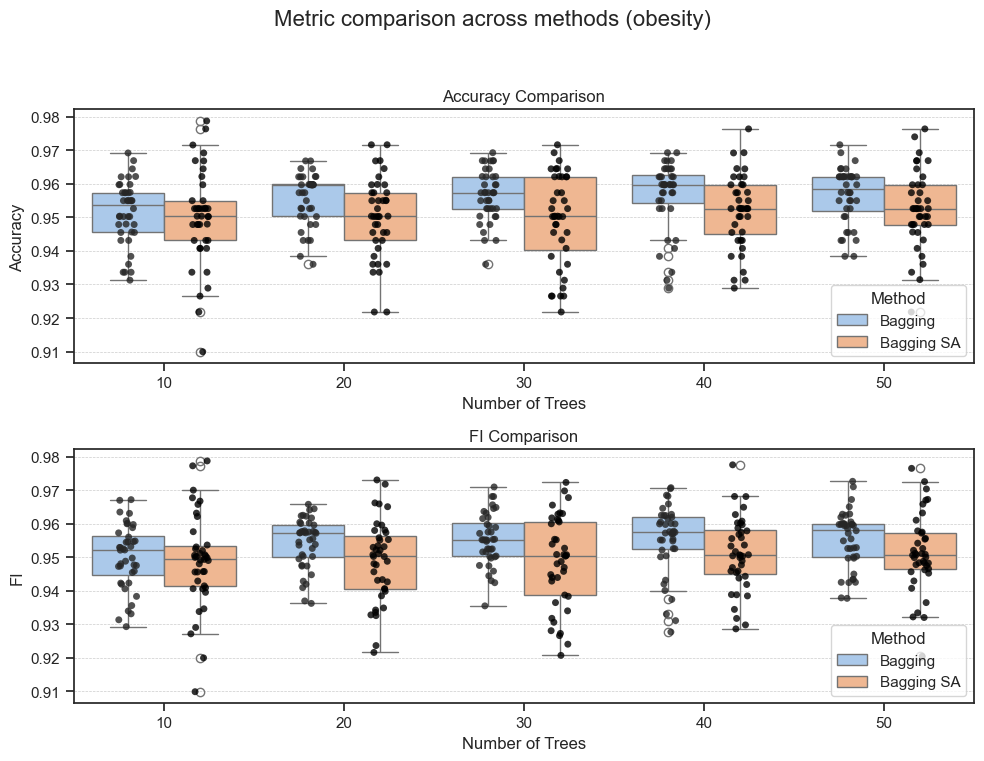 Metric comparison across methods (obesity)
Accuracy Comparison
Accuracy
0.98
0.97
0.96
0.95
0.94
0.93
0.92
0.91
Method
Bagging
Bagging SA
10 20 30 40 50
Number of Trees
FI Comparison
FI
0.98
0.97
0.96
0.95
0.94
0.93
0.92
0.91
Method
Bagging
Bagging SA
10 20 30 40 50
Number of Trees